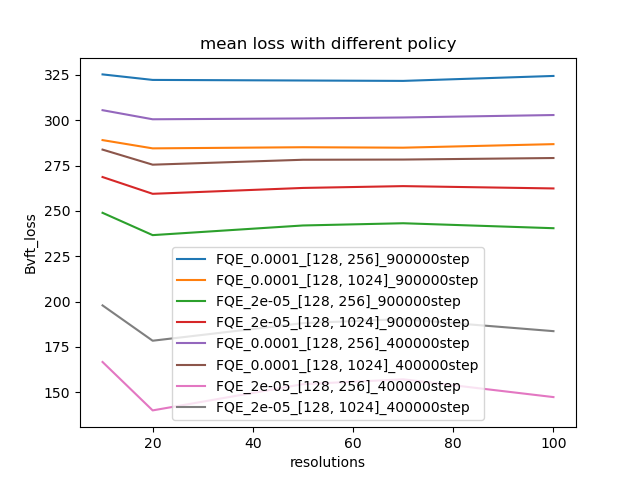 mean loss with different policy
325
300
275
250
225
200
175
150
Bvft_loss
FQE_0.0001_[128, 256]_900000step
FQE_0.0001_[128, 1024]_900000step
FQE_2e-05_[128, 256]_900000step
FQE_2e-05_[128, 1024]_900000step
FQE_0.0001_[128, 256]_400000step
FQE_0.0001_[128, 1024]_400000step
FQE_2e-05_[128, 256]_400000step
FQE_2e-05_[128, 1024]_400000step
20
40
60
80
100
resolutions